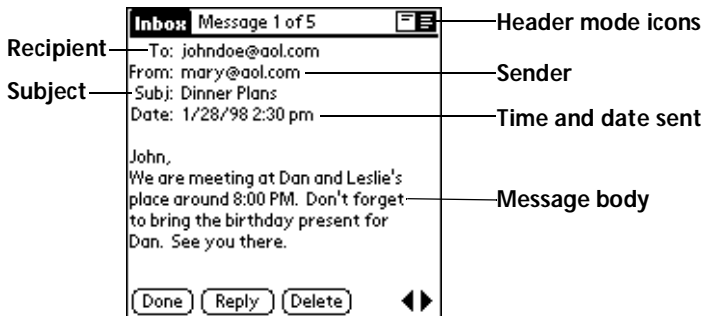 Inbox Message 1 of 5
Header mode icons
Recipient
To: johndoe@aol.com
From: mary@aol.com
Sender
Subject
Subj: Dinner Plans
Date: 1/28/98 2:30 pm
Time and date sent
John,
We are meeting at Dan and Leslie's
place around 8:00 PM. Don't forget
Message body
to bring the birthday present for
Dan. See you there.
Done Reply Delete